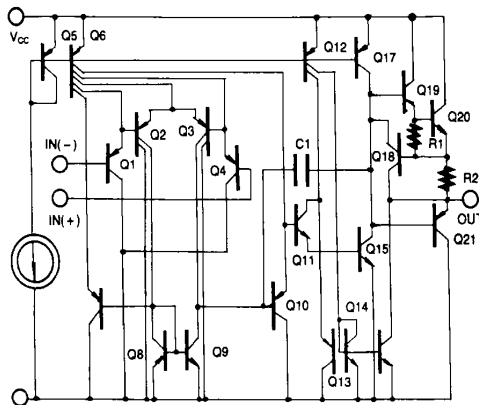 Q5
Q6
Q12
Q17
VCC
Q19
Q2
Q3
Q20
R1
IN(−)
Q1
C1
Q18
Q4
R2
IN(+)
OUT
Q21
Q11
Q15
Q10
Q14
Q8
Q9
Q13